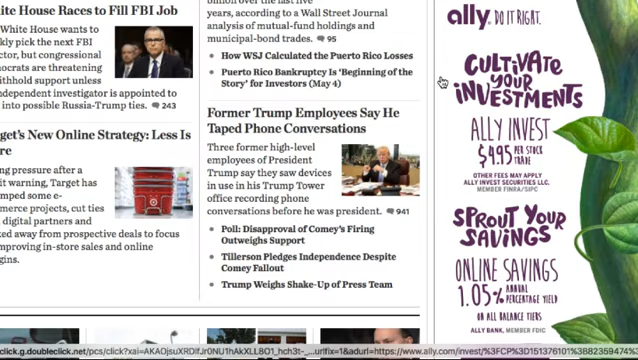 ite House Races to Fill FBI Job
White House wants to
kly pick the next FBI
ctor, but congressional
ocrats are threatening
ithhold support unless
ndependent investigator is appointed to
into possible Russia-Trump ties. 243
get's New Online Strategy: Less Is
re
ng pressure after a
it warning, Target has
mped some e-
merce projects, cut ties
digital partners and
ked away from prospective deals to focus
mproving in-store sales and online
gins.
billion over the last five
years, according to a Wall Street Journal
analysis of mutual-fund holdings and
municipal-bond trades. 95
How WSJ Calculated the Puerto Rico Losses
Puerto Rico Bankruptcy Is 'Beginning of the
Story' for Investors (May 4)
Former Trump Employees Say He
Taped Phone Conversations
Three former high-level
employees of President
Trump say they saw devices
in use in his Trump Tower
office recording phone
conversations before he was president. 941
Poll: Disapproval of Comey's Firing
Outweighs Support
Tillerson Pledges Independence Despite
Comey Fallout
Trump Weighs Shake-Up of Press Team
ally DO IT RIGHT.
CULTIVATE
YOUR
INVESTMENTS
ALLY INVEST
$4.95 PER STOCK TRADE
OTHER FEES MAY APPLY
ALLY INVEST SECURITIES LLC,
MEMBER FINRA/SIPC
SPROUT YOUR
SAVINGS
ONLINE SAVINGS
1.05% ANNUAL PERCENTAGE YIELD
ON ALL BALANCE TIERS
ALLY BANK, MEMBER FDIC